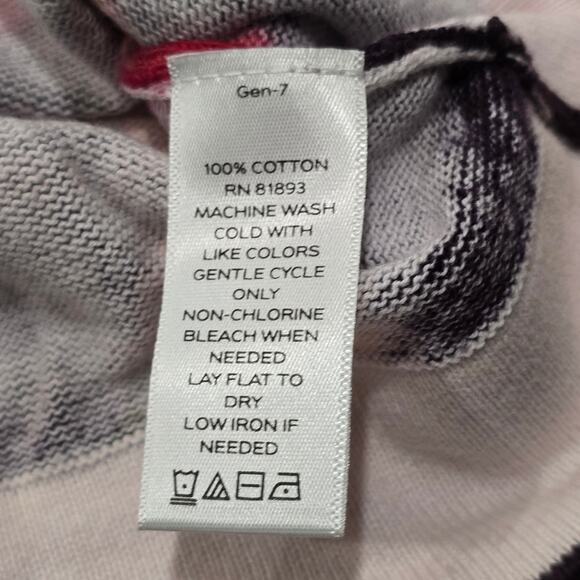 Gen-7
100% COTTON
RN 81893
MACHINE WASH
COLD WITH
LIKE COLORS
GENTLE CYCLE
ONLY
NON-CHLORINE
BLEACH WHEN
NEEDED
LAY FLAT TO
DRY
LOW IRON IF
NEEDED